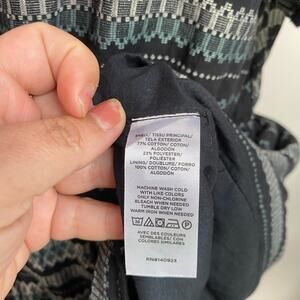 SHELL/ TISSU PRINCIPAL/
TELA EXTERIOR
77% COTTON/ COTON/
ALGODÓN
23% POLYESTER/
POLIÉSTER
LINING/ DOUBLURE/ FORRO
100% COTTON/ COTON/
ALGODÓN
MACHINE WASH COLD
WITH LIKE COLORS
ONLY NON-CHLORINE
BLEACH WHEN NEEDED
TUMBLE DRY LOW
WARM IRON WHEN NEEDED
AVEC DES COULEURS
SEMBLABLES/ CON
COLORES SIMILARES
RN#140923